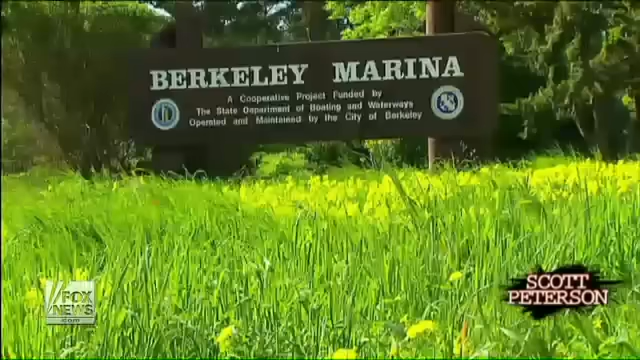 BERKELEY MARINA
A Cooperative Project Funded by
The State Department of Boating and Waterways
Operated and Maintained by the City of Berkeley
SCOTT
PETERSON
FOX
NEWS
.com